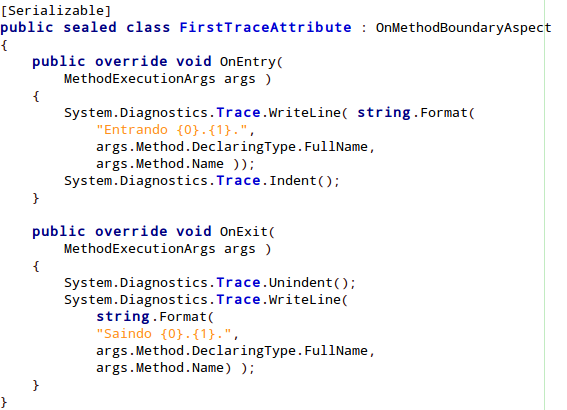 [Serializable]
public sealed class FirstTraceAttribute : OnMethodBoundaryAspect
{
    public override void OnEntry(
        MethodExecutionArgs args )
    {
        System.Diagnostics.Trace.WriteLine( string.Format(
            "Entrando {0}.{1}.",
            args.Method.DeclaringType.FullName,
            args.Method.Name ));
        System.Diagnostics.Trace.Indent();
    }

    public override void OnExit(
        MethodExecutionArgs args )
    {
        System.Diagnostics.Trace.Unindent();
        System.Diagnostics.Trace.WriteLine(
            string.Format(
            "Saindo {0}.{1}.",
            args.Method.DeclaringType.FullName,
            args.Method.Name) );
    }
}